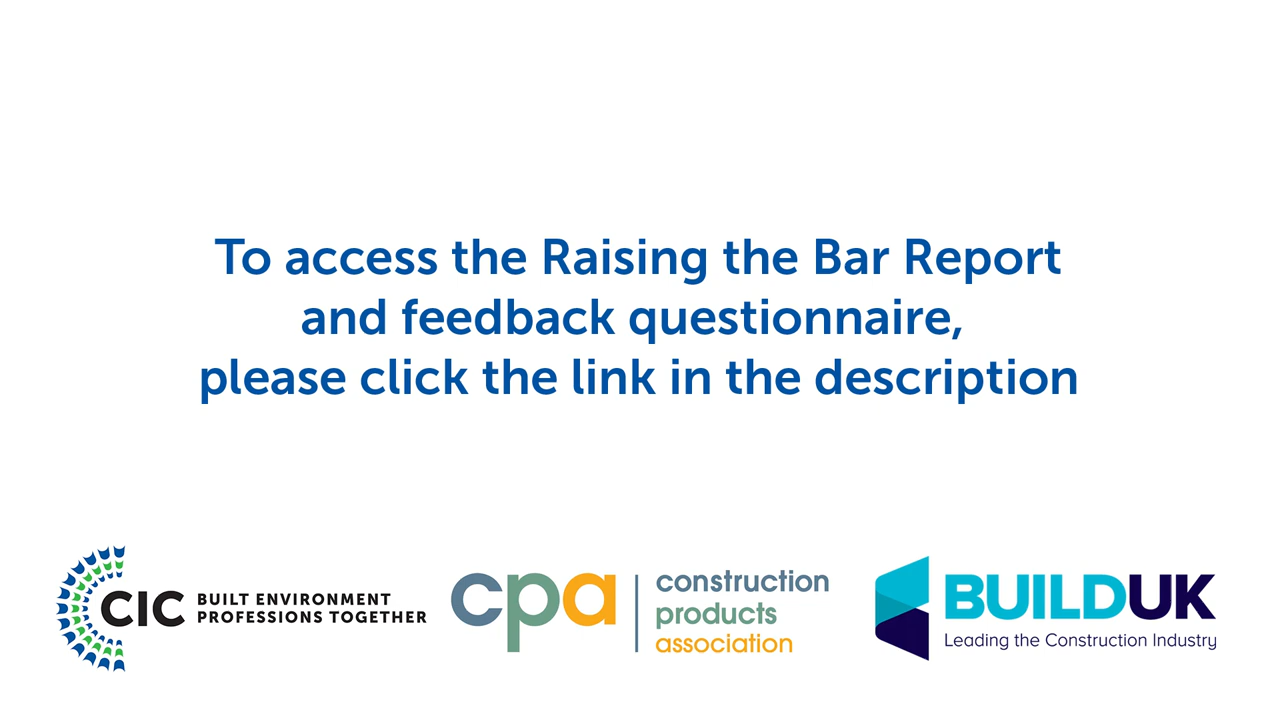 To access the Raising the Bar Report
and feedback questionnaire,
please click the link in the description
CIC
BUILT ENVIRONMENT
PROFESSIONS TOGETHER
cpa
construction
products
association
BUILDUK
Leading the Construction Industry